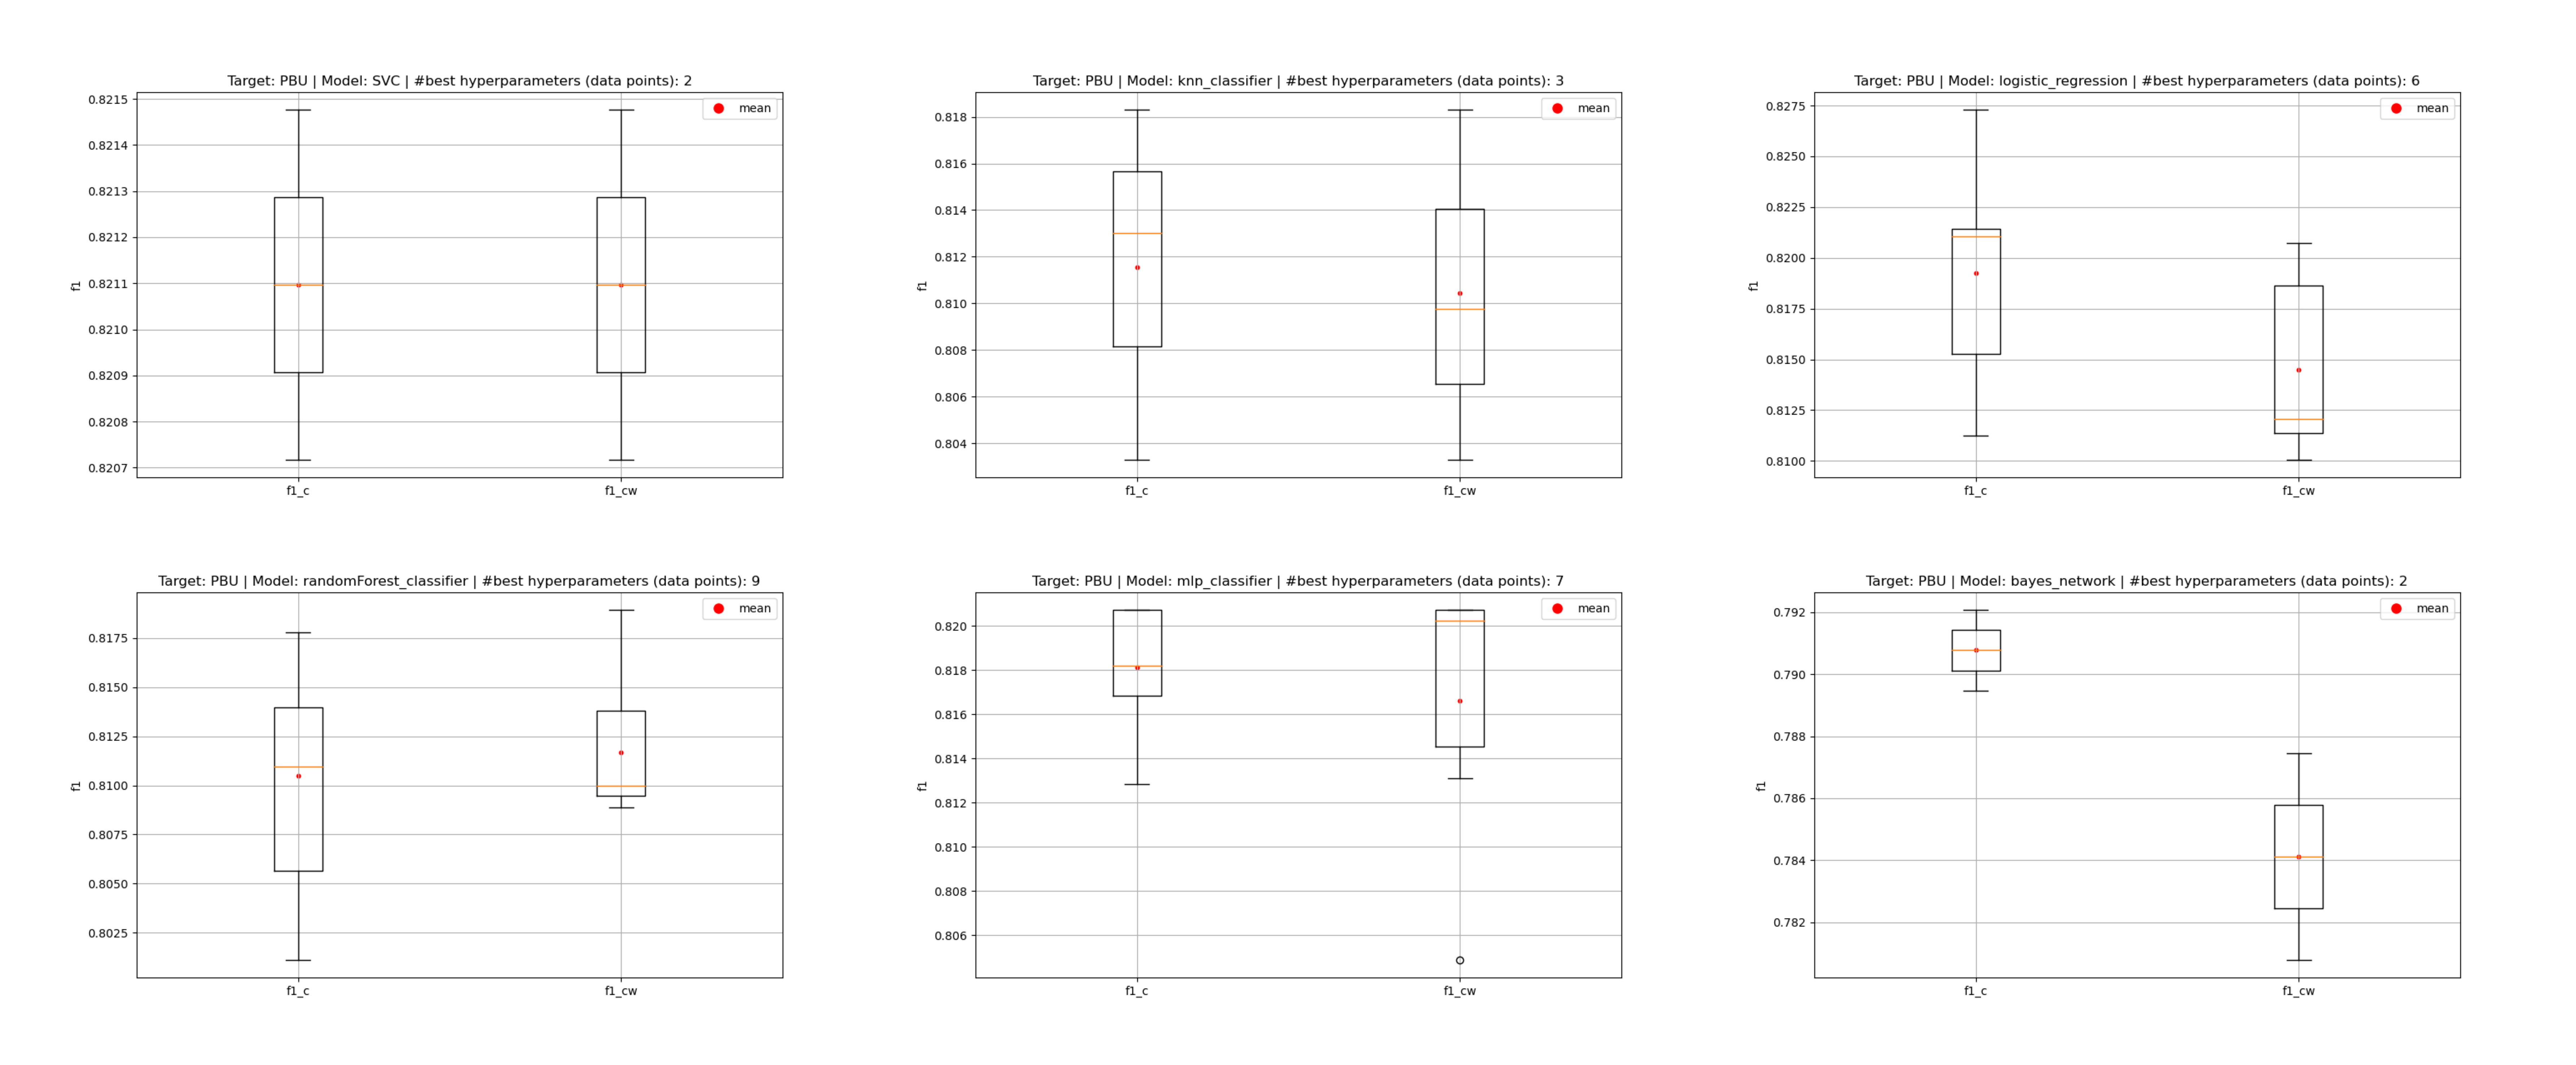 Target: PBU | Model: SVC | #best hyperparameters (data points): 2
mean
0.8215
0.8214
0.8213
0.8212
0.8211
0.8210
0.8209
0.8208
0.8207
f1
f1_c f1_cw
Target: PBU | Model: knn_classifier | #best hyperparameters (data points): 3
mean
0.818
0.816
0.814
0.812
0.810
0.808
0.806
0.804
f1
f1_c f1_cw
Target: PBU | Model: logistic_regression | #best hyperparameters (data points): 6
mean
0.8275
0.8250
0.8225
0.8200
0.8175
0.8150
0.8125
0.8100
f1
f1_c f1_cw
Target: PBU | Model: randomForest_classifier | #best hyperparameters (data points): 9
mean
0.8175
0.8150
0.8125
0.8100
0.8075
0.8050
0.8025
f1
f1_c f1_cw
Target: PBU | Model: mlp_classifier | #best hyperparameters (data points): 7
mean
0.820
0.818
0.816
0.814
0.812
0.810
0.808
0.806
f1
f1_c f1_cw
Target: PBU | Model: bayes_network | #best hyperparameters (data points): 2
mean
0.792
0.790
0.788
0.786
0.784
0.782
f1
f1_c f1_cw